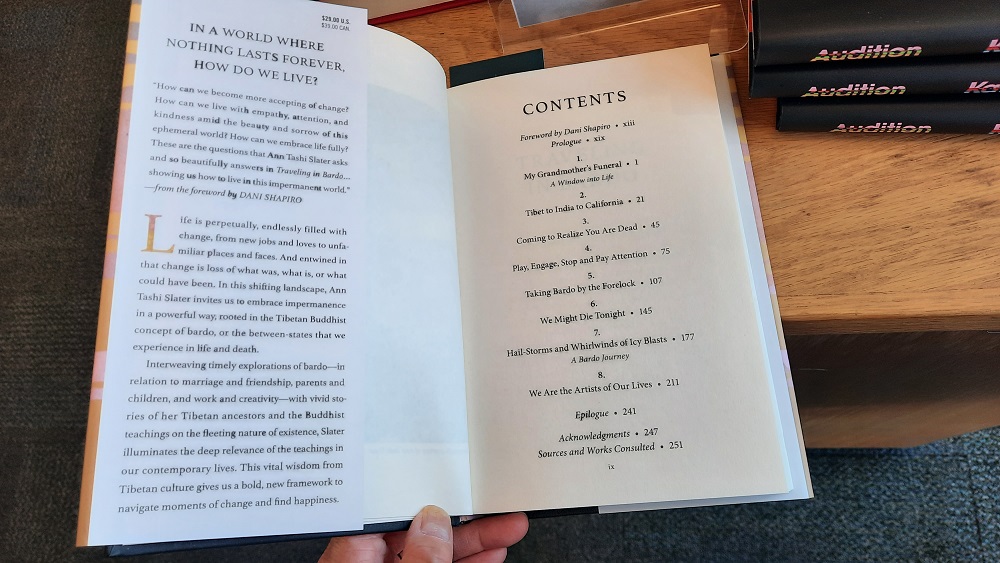 $29.00 U.S.
$39.00 CAN.
IN A WORLD WHERE
NOTHING LASTS FOREVER,
HOW DO WE LIVE?
"How can we become more accepting of change?
How can we live with empathy, attention, and
kindness amid the beauty and sorrow of this
ephemeral world? How can we embrace life fully?
These are the questions that Ann Tashi Slater asks
and so beautifully answers in Traveling in Bardo...
showing us how to live in this impermanent world."
—from the foreword by DANI SHAPIRO
Life is perpetually, endlessly filled with
change, from new jobs and loves to unfa-
miliar places and faces. And entwined in
that change is loss of what was, what is, or what
could have been. In this shifting landscape, Ann
Tashi Slater invites us to embrace impermanence
in a powerful way, rooted in the Tibetan Buddhist
concept of bardo, or the between-states that we
experience in life and death.
Interweaving timely explorations of bardo—in
relation to marriage and friendship, parents and
children, and work and creativity—with vivid sto-
ries of her Tibetan ancestors and the Buddhist
teachings on the fleeting nature of existence, Slater
illuminates the deep relevance of the teachings in
our contemporary lives. This vital wisdom from
Tibetan culture gives us a bold, new framework to
navigate moments of change and find happiness.
CONTENTS
Foreword by Dani Shapiro • xiii
Prologue • xix
1.
My Grandmother's Funeral • 1
A Window into Life
2.
Tibet to India to California • 21
3.
Coming to Realize You Are Dead • 45
4.
Play, Engage, Stop and Pay Attention • 75
5.
Taking Bardo by the Forelock • 107
6.
We Might Die Tonight • 145
7.
Hail-Storms and Whirlwinds of Icy Blasts • 177
A Bardo Journey
8.
We Are the Artists of Our Lives • 211
Epilogue • 241
Acknowledgments • 247
Sources and Works Consulted • 251
ix
Audition
Audition
Audition